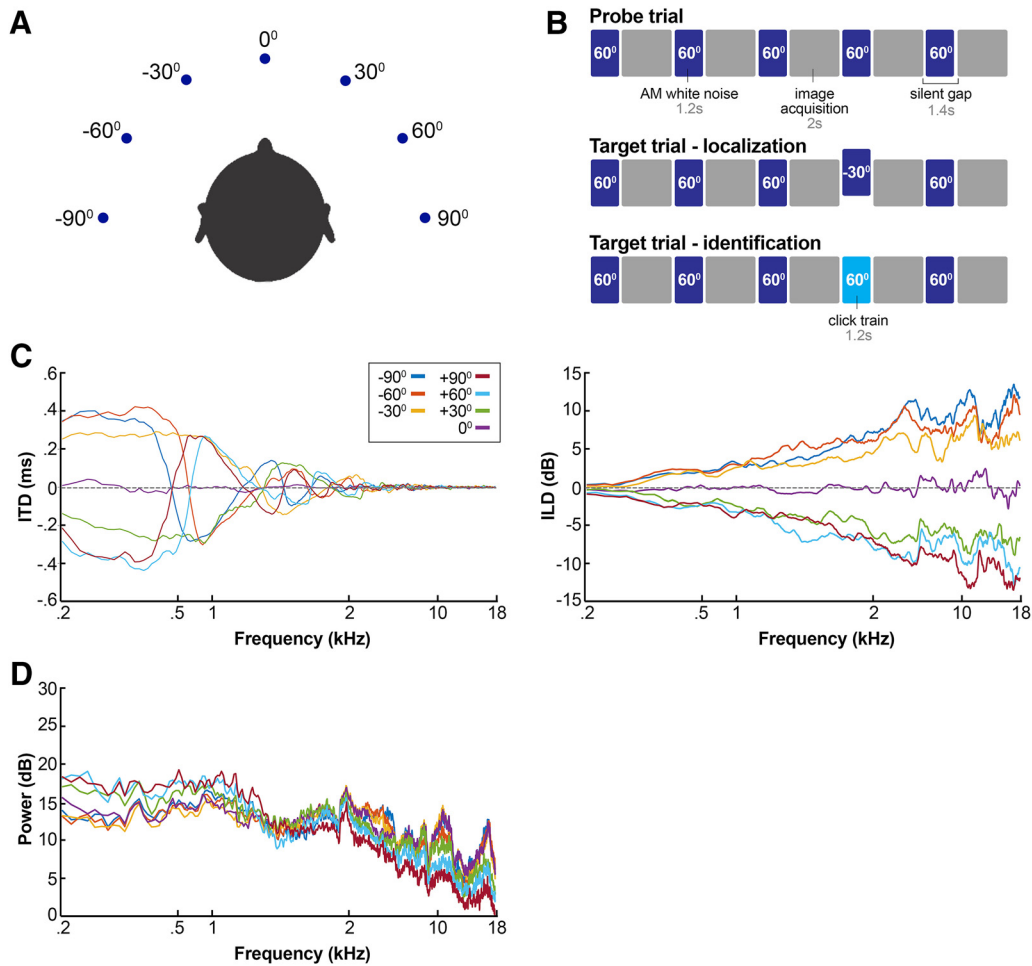 A
0⁰
-30⁰
30⁰
-60⁰
60⁰
-90⁰
90⁰
B
Probe trial
60⁰ 60⁰ 60⁰ 60⁰ 60⁰
AM white noise
1.2s
image
acquisition
2s
silent gap
1.4s
Target trial - localization
60⁰ 60⁰ 60⁰ -30⁰ 60⁰
Target trial - identification
60⁰ 60⁰ 60⁰ 60⁰ 60⁰
click train
1.2s
C
.6
.4
.2
0
-.2
-.4
-.6
ITD (ms)
-90⁰ +90⁰
-60⁰ +60⁰
-30⁰ +30⁰
0⁰
.2 .5 1 2 10 18
Frequency (kHz)
15
10
5
0
-5
-10
-15
ILD (dB)
.2 .5 1 2 10 18
Frequency (kHz)
D
30
25
20
15
10
5
0
Power (dB)
.2 .5 1 2 10 18
Frequency (kHz)